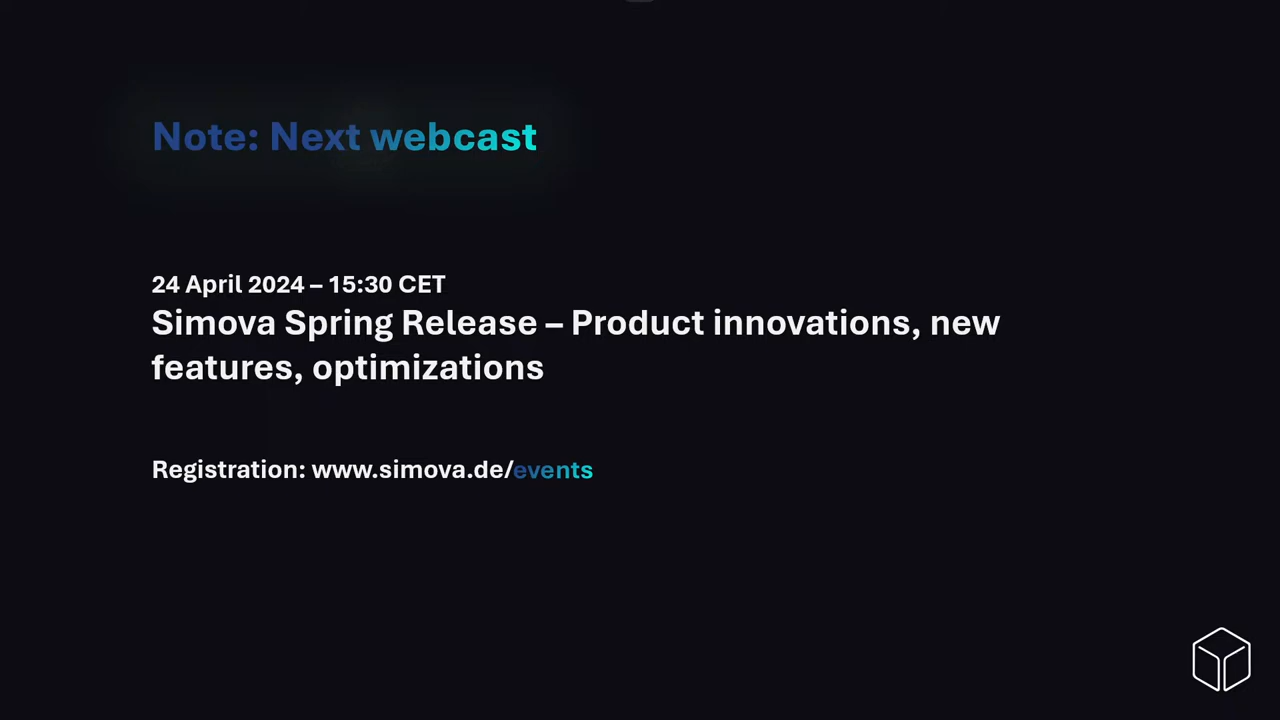 Note: Next webcast
24 April 2024 – 15:30 CET
Simova Spring Release – Product innovations, new
features, optimizations
Registration: www.simova.de/events